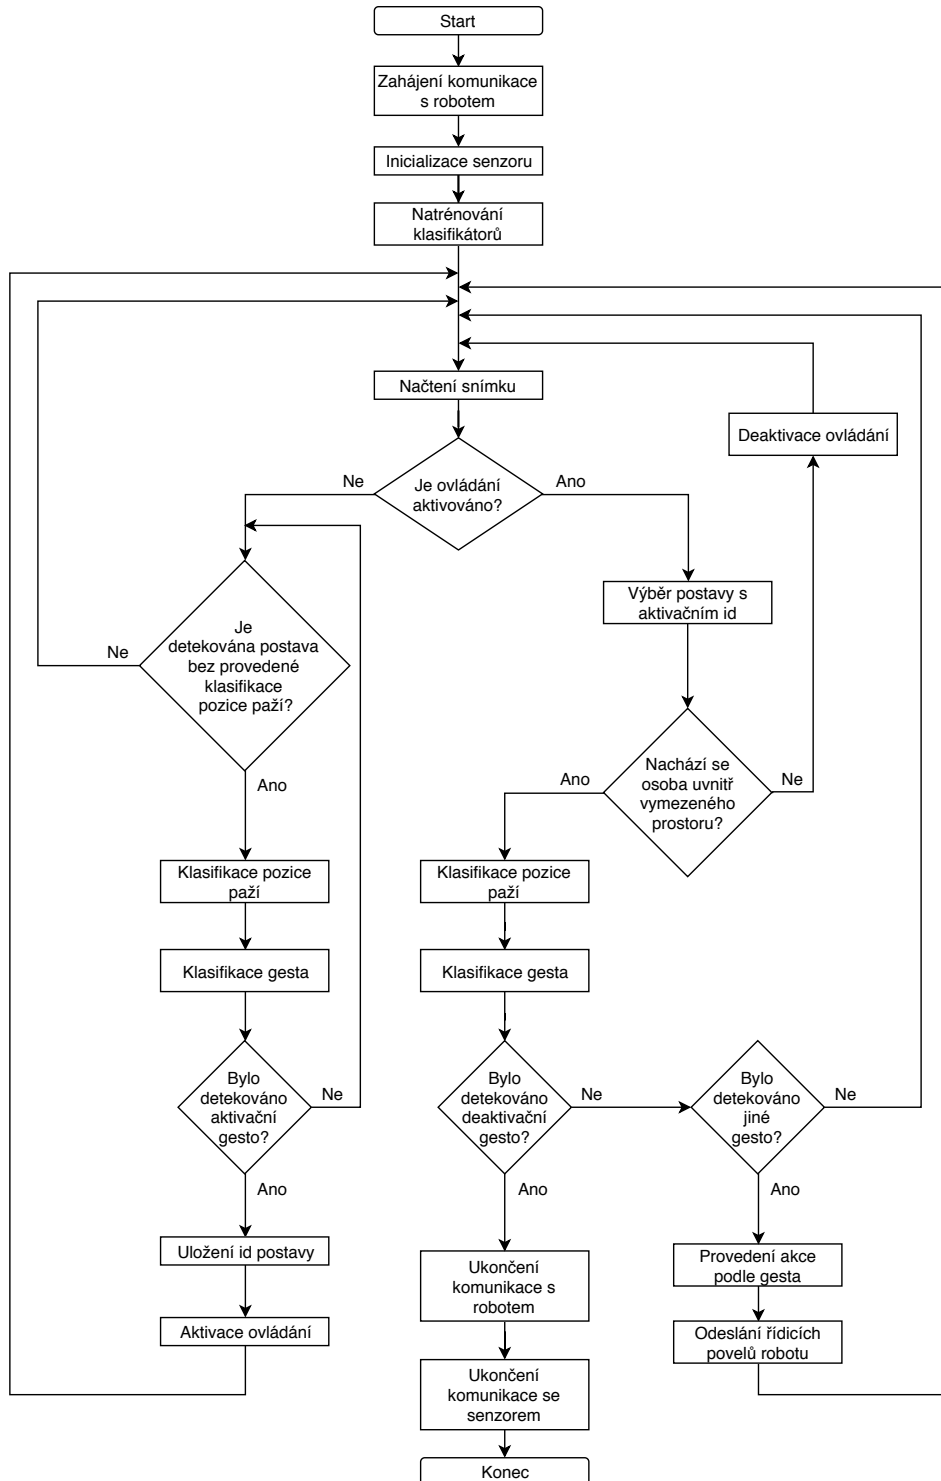 Start
Zahájení komunikace
s robotem
Inicializace senzoru
Natrénování
klasifikátorů
Načtení snímku
Deaktivace ovládání
Ne
Je ovládání
aktivováno?
Ano
Výběr postavy s
aktivačním id
Je
detekována postava
bez provedené
klasifikace
pozice paží?
Ne
Ano
Nachází se
osoba uvnitř
vymezeného
prostoru?
Ano
Ne
Klasifikace pozice
paží
Klasifikace pozice
paží
Klasifikace gesta
Klasifikace gesta
Bylo
detekováno
aktivační
gesto?
Ne
Ano
Bylo
detekováno
deaktivační
gesto?
Ne
Ano
Bylo
detekováno
jiné
gesto?
Ne
Ano
Uložení id postavy
Aktivace ovládání
Ukončení
komunikace s
robotem
Ukončení
komunikace se
senzorem
Provedení akce
podle gesta
Odeslání řídicích
povelů robotu
Konec